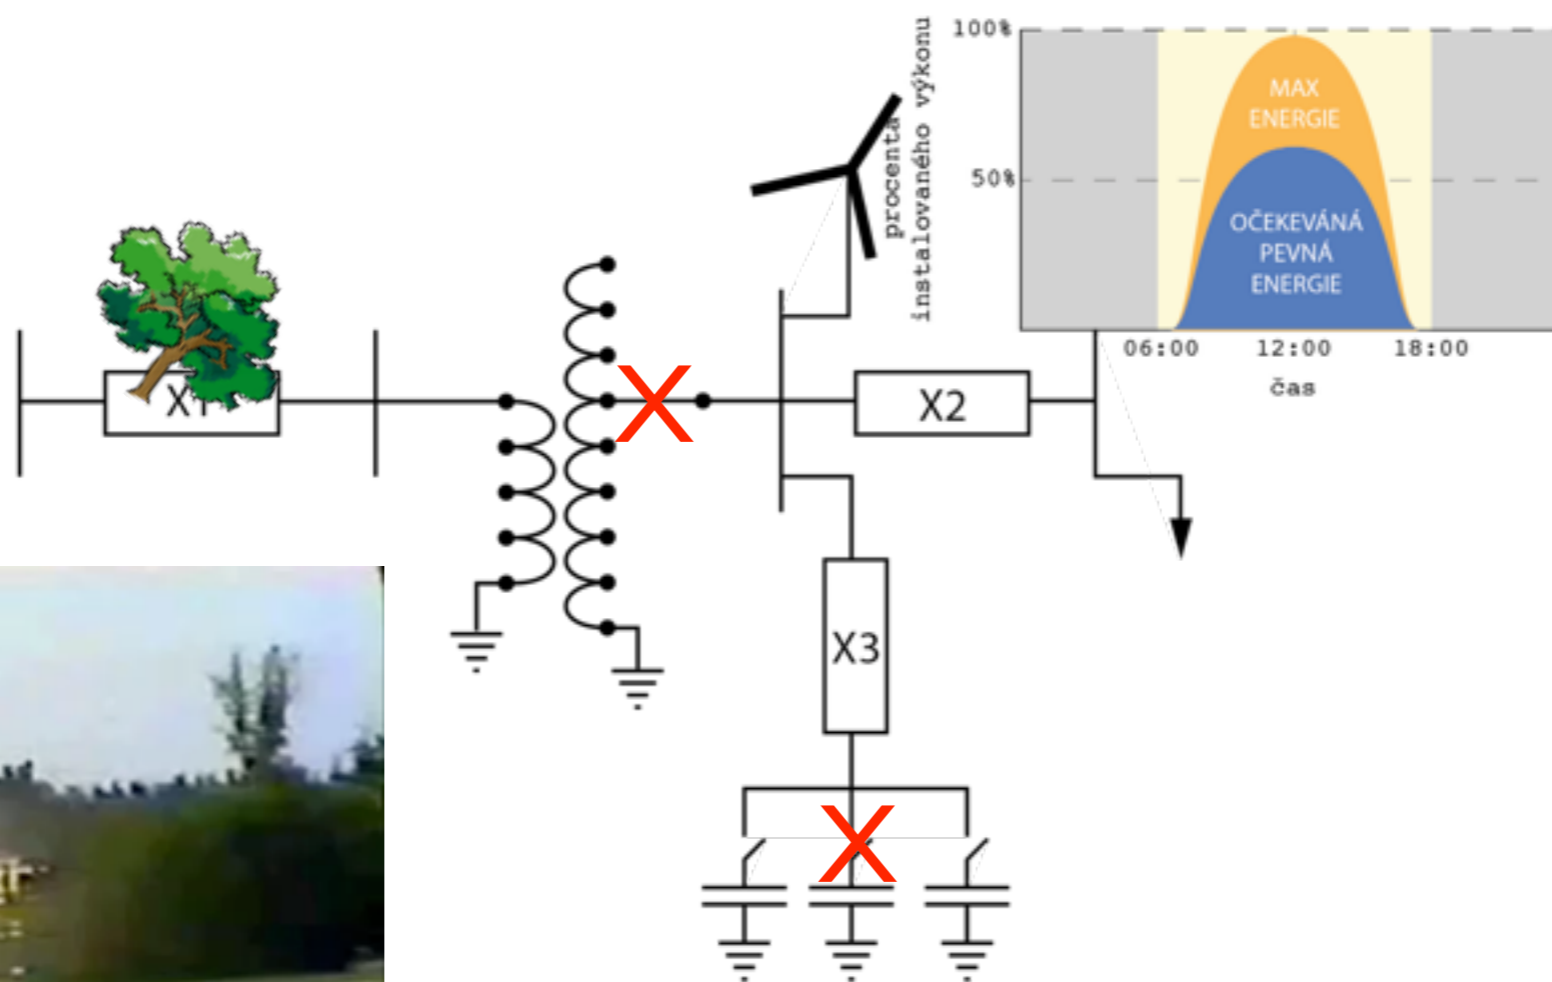 procenta
instalovaného výkonu
100%
50%
MAX
ENERGIE
OČEKEVÁNÁ
PEVNÁ
ENERGIE
06:00 12:00 18:00
čas
X1
X
X2
X3
X